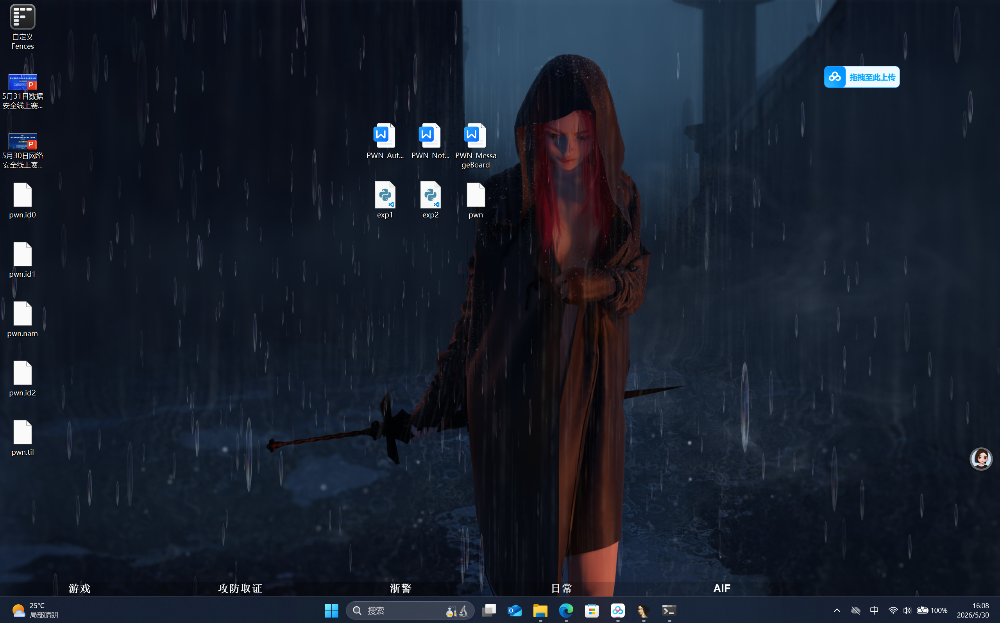 自定义
Fences
5月31日数据
安全线上赛...
5月30日网络
安全线上赛...
pwn.id0
pwn.id1
pwn.nam
pwn.id2
pwn.til
PWN-Aut...
PWN-Not...
PWN-Messa
geBoard
exp1
exp2
pwn
拖拽至此上传
游戏
攻防取证
浙警
日常
AIF
25°C
局部晴朗
搜索
中
100%
16:08
2026/5/30